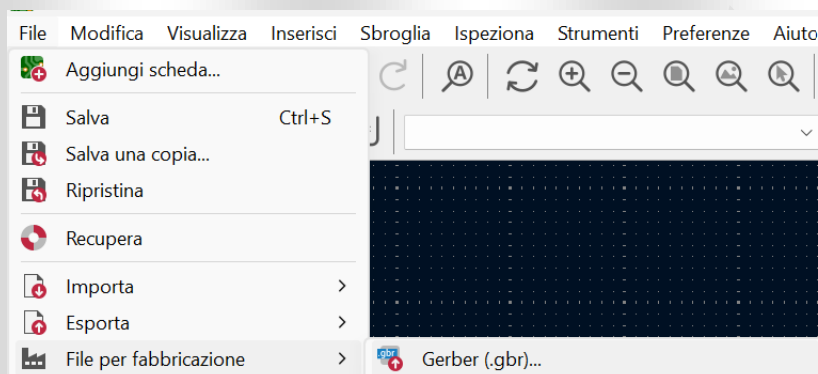 File Modifica Visualizza Inserisci Sbroglia Ispeziona Strumenti Preferenze Aiuto
Aggiungi scheda...
Salva Ctrl+S
Salva una copia...
Ripristina
Recupera
Importa
Esporta
File per fabbricazione
.gbr Gerber (.gbr)...